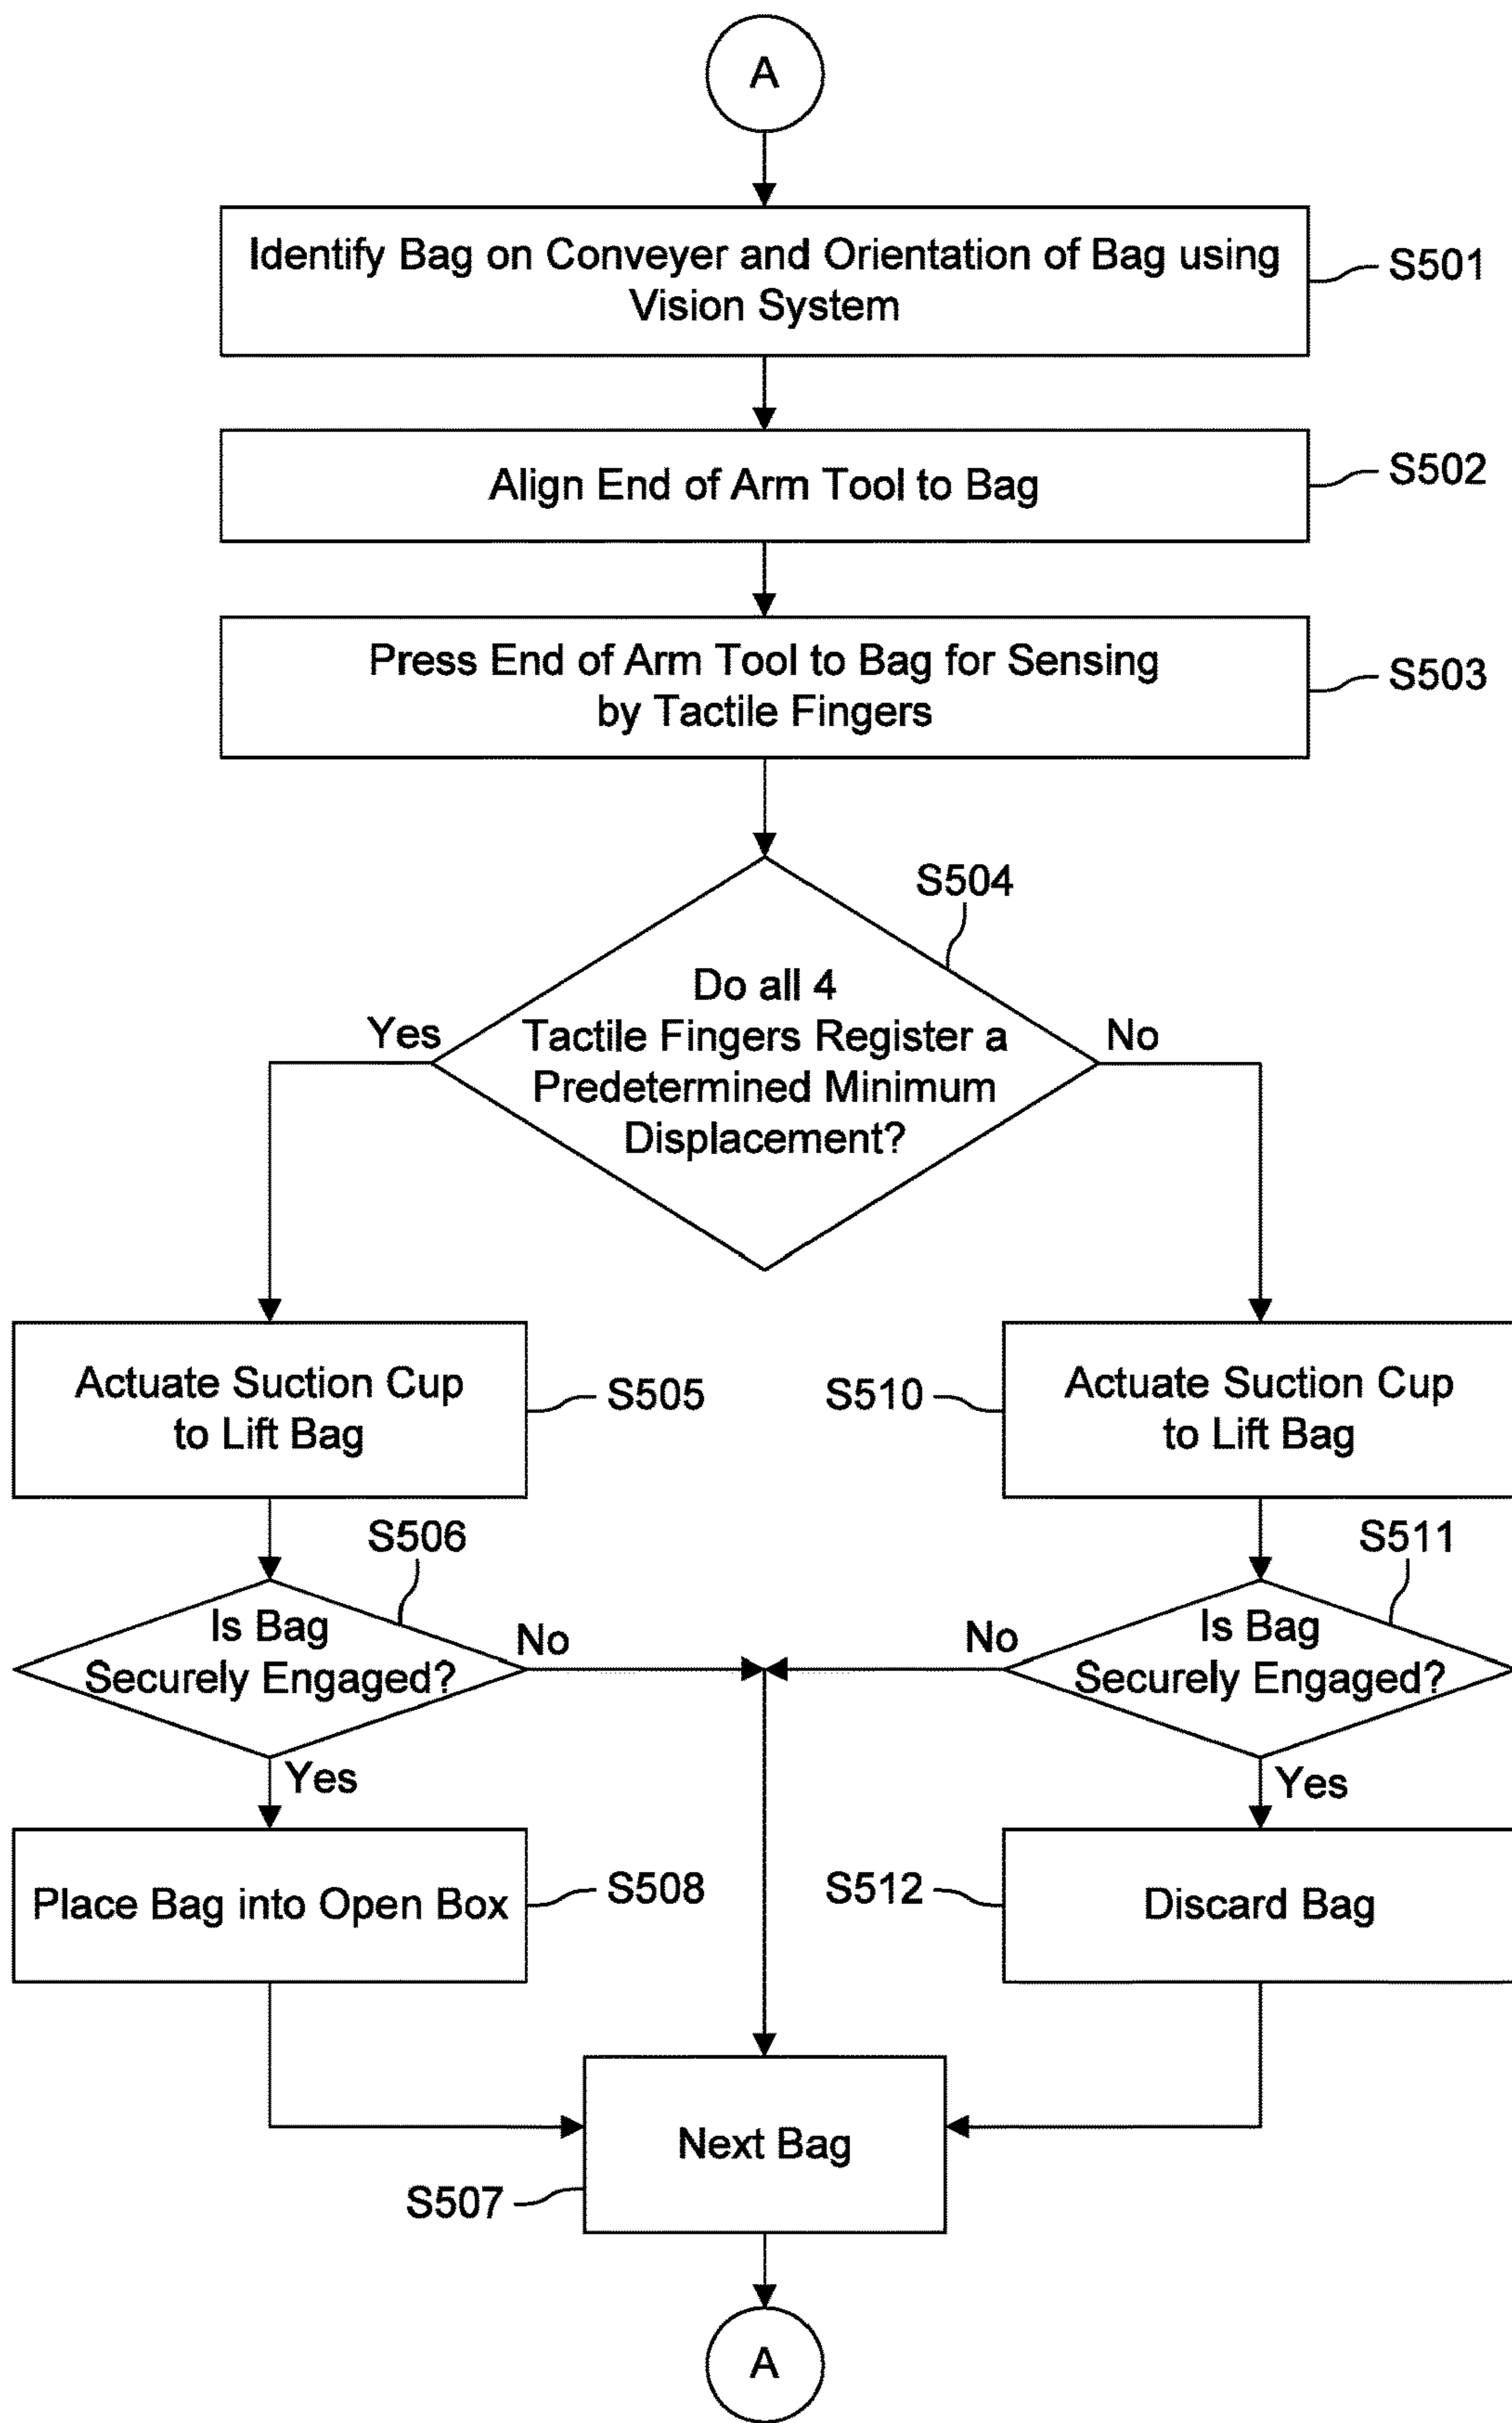 A
Identify Bag on Conveyer and Orientation of Bag using
Vision System
S501
Align End of Arm Tool to Bag
S502
Press End of Arm Tool to Bag for Sensing
by Tactile Fingers
S503
S504
Do all 4
Tactile Fingers Register a
Predetermined Minimum
Displacement?
Yes
No
Actuate Suction Cup
to Lift Bag
S505
S510
Actuate Suction Cup
to Lift Bag
S506
S511
Is Bag
Securely Engaged?
No
No
Is Bag
Securely Engaged?
Yes
Yes
Place Bag into Open Box
S508
S512
Discard Bag
Next Bag
S507
A